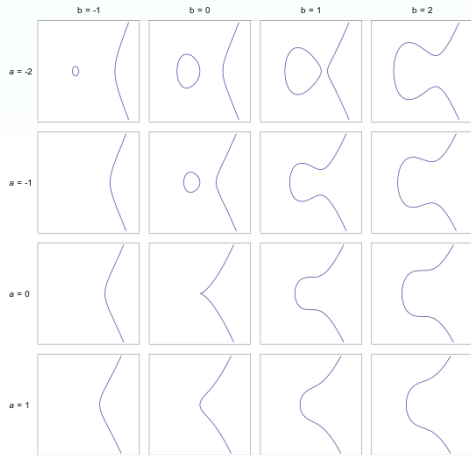 b = -1 b = 0 b = 1 b = 2
a = -2
a = -1
a = 0
a = 1